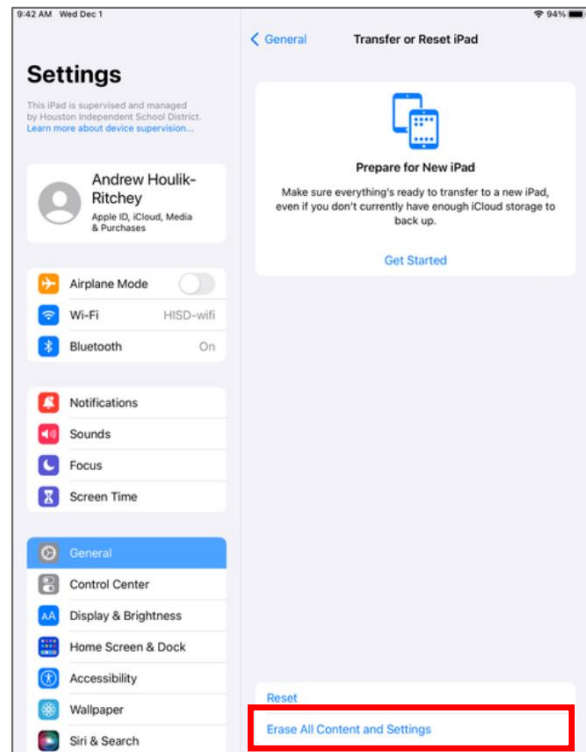 9:42 AM Wed Dec 1
94%
General
Transfer or Reset iPad
Settings
This iPad is supervised and managed
by Houston Independent School District.
Learn more about device supervision...
Andrew Houlik-
Ritchey
Apple ID, iCloud, Media
& Purchases
Airplane Mode
Wi-Fi HISD-wifi
Bluetooth On
Notifications
Sounds
Focus
Screen Time
General
Control Center
AA Display & Brightness
Home Screen & Dock
Accessibility
Wallpaper
Siri & Search
Prepare for New iPad
Make sure everything's ready to transfer to a new iPad,
even if you don't currently have enough iCloud storage to
back up.
Get Started
Reset
Erase All Content and Settings